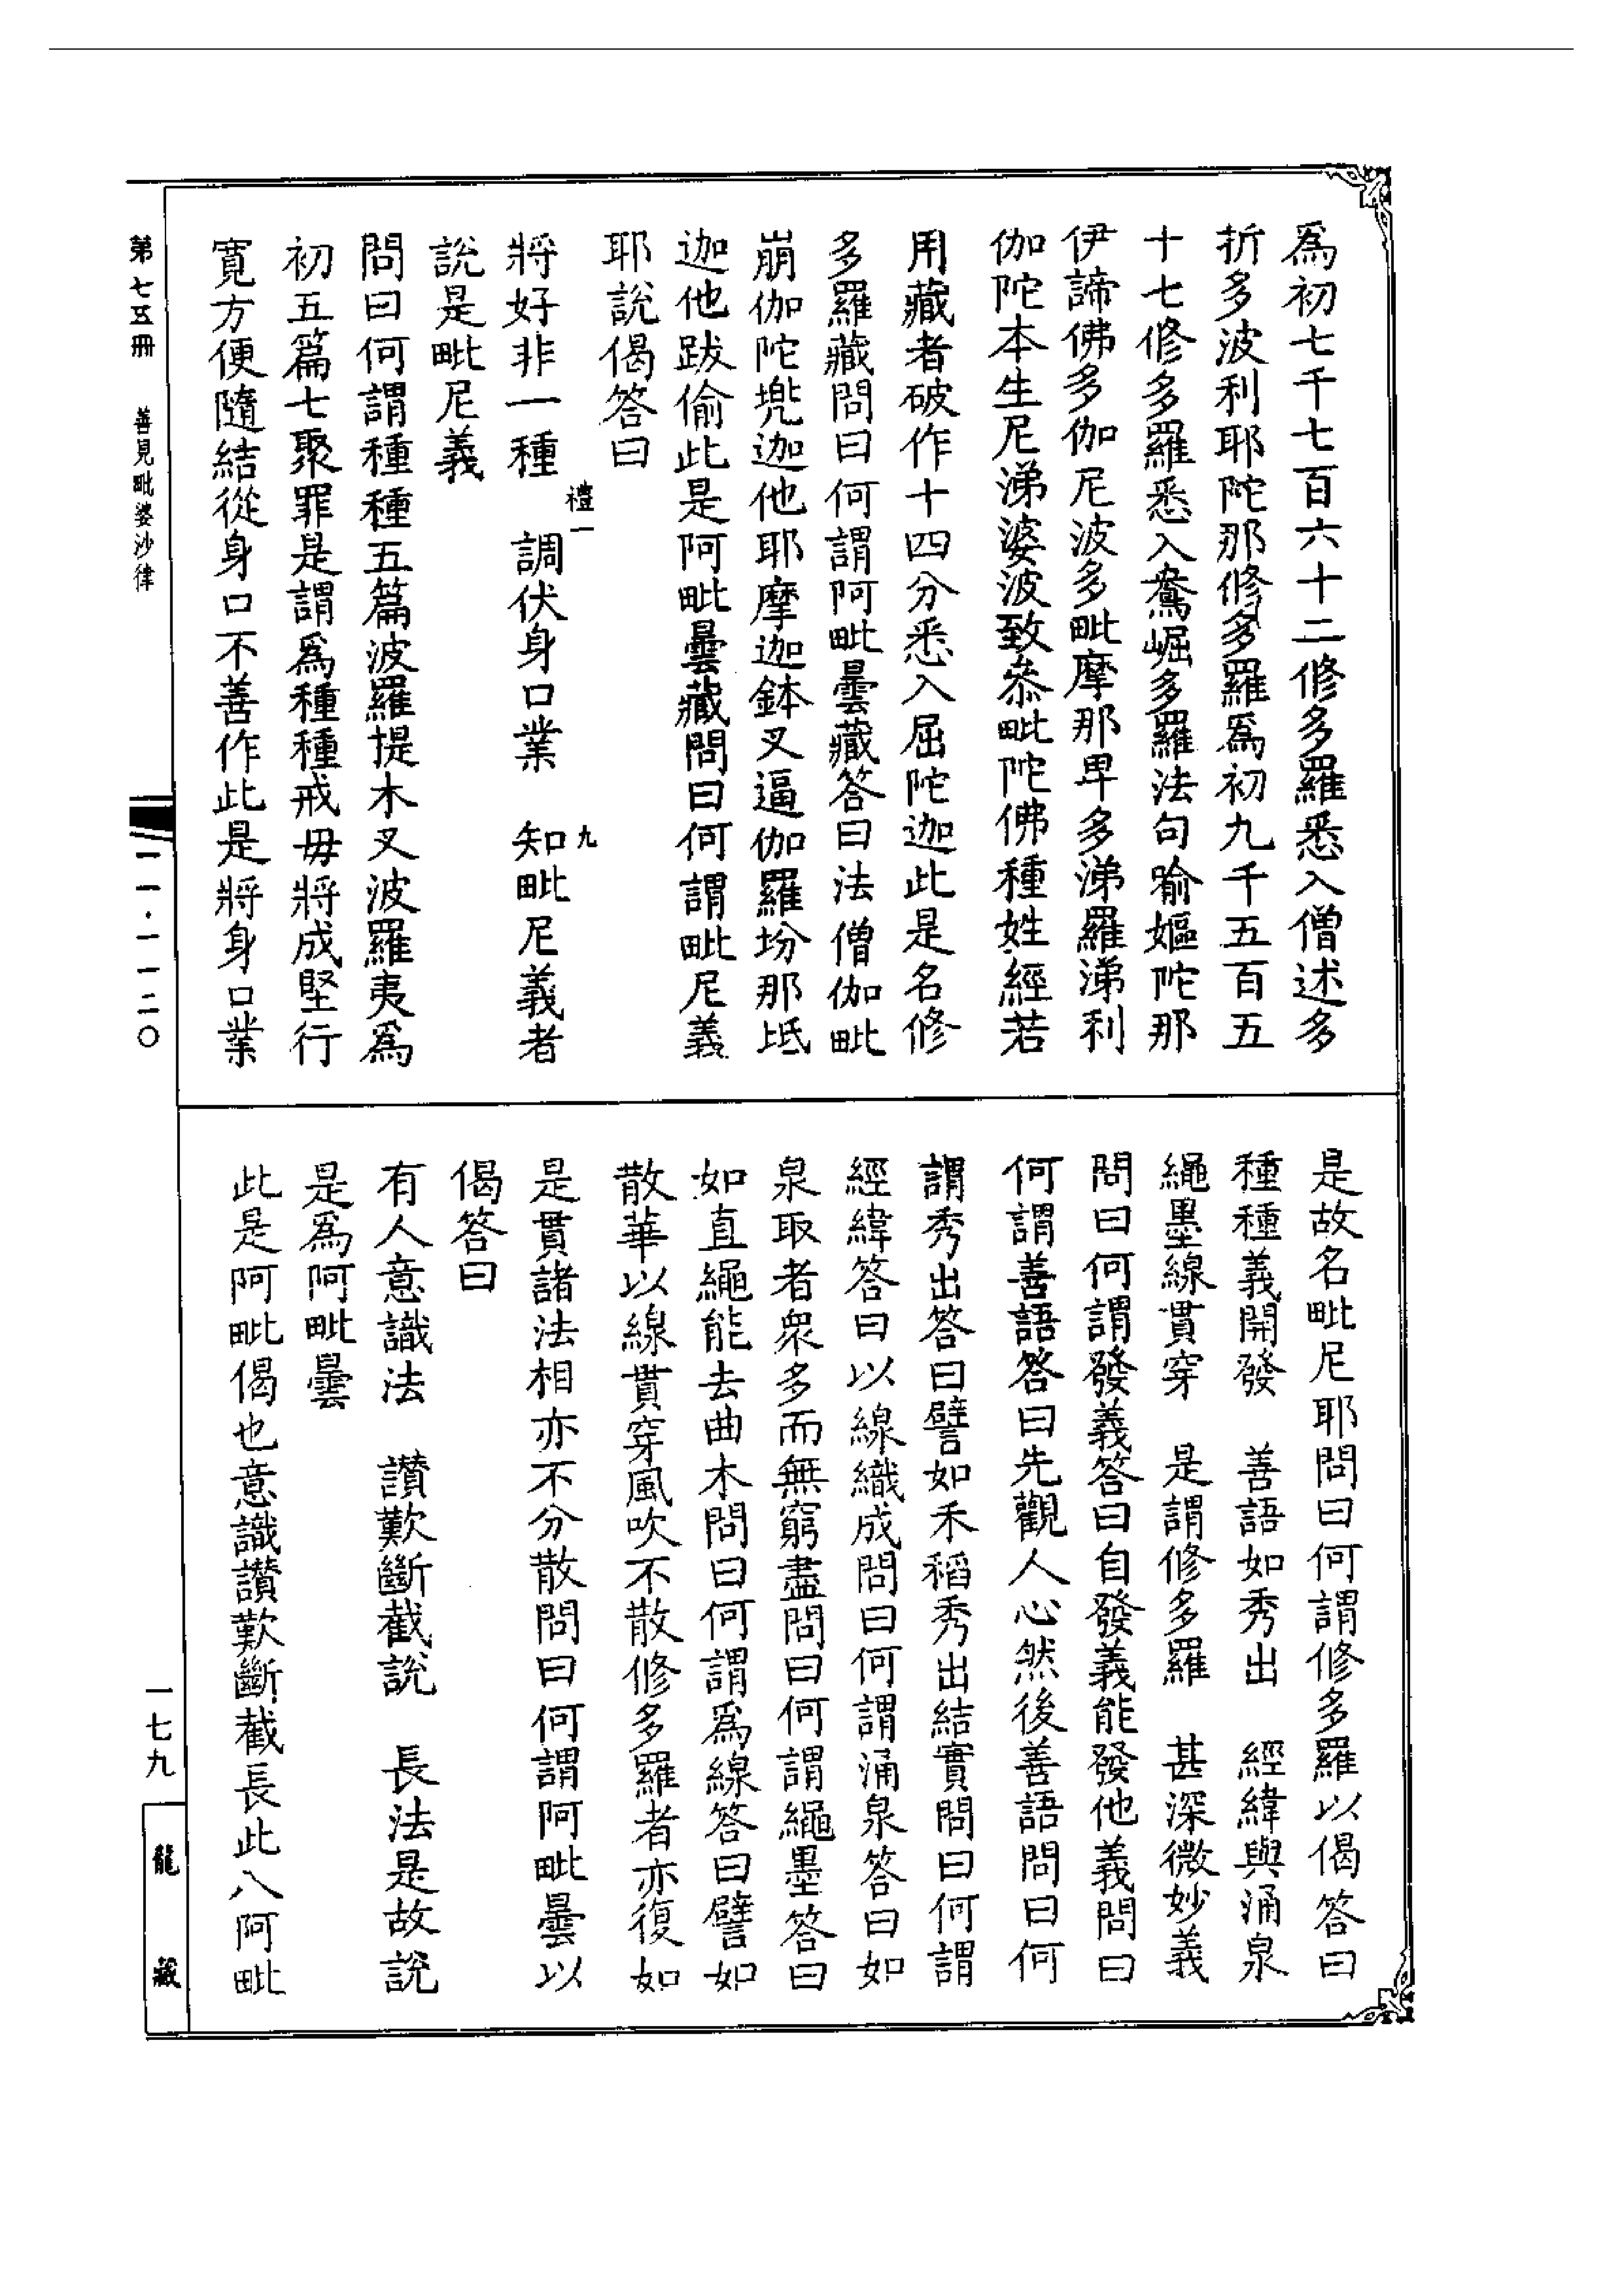 爲初七千七百六十二修多羅悉入僧述多
折多波利耶陀那修多羅爲初九千五百五
十七修多羅悉入鴦崛多羅法句喻嫗陀那
伊諦佛多伽尼波多毗摩那卑多涕羅涕利
伽陀本生尼涕婆波致參毗陀佛種姓經若
用藏者破作十四分悉入屈陀迦此是名修
多羅藏問曰何謂阿毗曇藏答曰法僧伽毗
崩伽陀兠迦他耶摩迦鉢叉逼伽羅坋那坻
迦他跋偷此是阿毗曇藏問曰何謂毗尼義
耶說偈答曰
禮一　九
將好非一種　調伏身口業　知毗尼義者
說是毗尼義
問曰何謂種種五篇波羅提木叉波羅夷爲
初五篇七聚罪是謂爲種種戒毋將成堅行
寬方便隨結從身口不善作此是將身口業
是故名毗尼耶問曰何謂修多羅以偈答曰
種種義開發　善語如秀出　經緯與涌泉
繩墨線貫穿　是謂修多羅　甚深微妙義
問曰何謂發義答曰自發義能發他義問曰
何謂善語答曰先觀人心然後善語問曰何
謂秀出答曰譬如禾稻秀出結實問曰何謂
經緯答曰以線織成問曰何謂涌泉答曰如
泉取者衆多而無窮盡問曰何謂繩墨答曰
如直繩能去曲木問曰何謂爲線答曰譬如
散華以線貫穿風吹不散修多羅者亦復如
是貫諸法相亦不分散問曰何謂阿毗曇以
偈答曰
有人意識法　讚歎斷截說　長法是故說
是爲阿毗曇
此是阿毗偈也意識讚歎斷截長此八阿毗
第七五冊　善見毗婆沙律
一一·一一二〇
一七九
龍藏